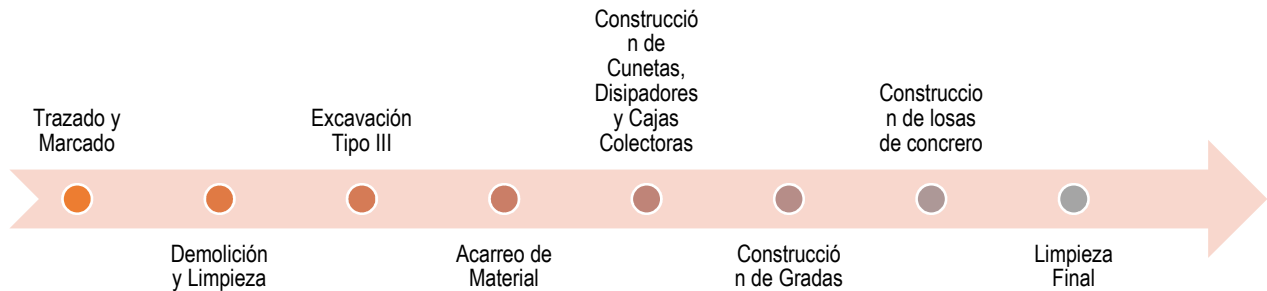 Trazado y
Marcado
Demolición
y Limpieza
Excavación
Tipo III
Acarreo de
Material
Construcció
n de
Cunetas,
Disipadores
y Cajas
Colectoras
Construcció
n de Gradas
Construccio
n de losas
de concrero
Limpieza
Final